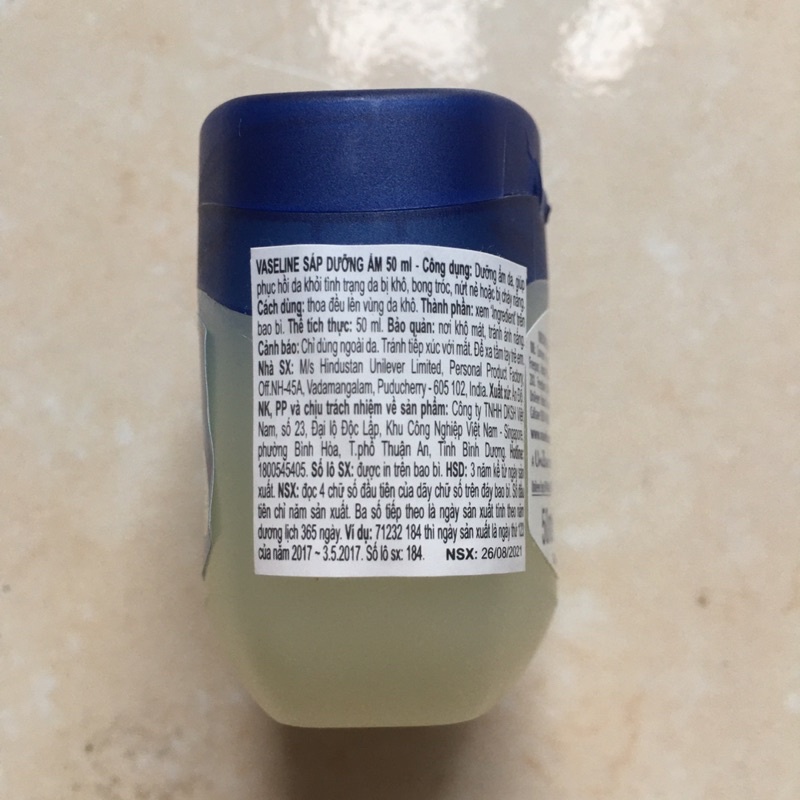 VASELINE SÁP DƯỠNG ẨM 50 ml - Công dụng: Dưỡng ẩm da, giúp
phục hồi da khỏi tình trạng da bị khô, bong tróc, nứt nẻ hoặc bị cháy nắng.
Cách dùng: thoa đều lên vùng da khô. Thành phần: xem "Ingredient" trên
bao bì. Thể tích thực: 50 ml. Bảo quản: nơi khô mát, tránh ánh nắng.
Cảnh báo: Chỉ dùng ngoài da. Tránh tiếp xúc với mắt. Để xa tầm tay trẻ em.
Nhà SX: M/s Hindustan Unilever Limited, Personal Product Factory,
Off.NH-45A, Vadamangalam, Puducherry - 605 102, India. Xuất xứ: Ấn Độ.
NK, PP và chịu trách nhiệm về sản phẩm: Công ty TNHH DKSH Việt
Nam, số 23, Đại lộ Độc Lập, Khu Công Nghiệp Việt Nam - Singapore,
phường Bình Hòa, T.phố Thuận An, Tỉnh Bình Dương. Hotline:
1800545405. Số lô SX: được in trên bao bì. HSD: 3 năm kể từ ngày sản
xuất. NSX: đọc 4 chữ số đầu tiên của dãy chữ số trên đáy bao bì. Số đầu
tiên chỉ năm sản xuất. Ba số tiếp theo là ngày sản xuất tính theo năm
dương lịch 365 ngày. Ví dụ: 71232 184 thì ngày sản xuất là ngày thứ 123
của năm 2017 ~ 3.5.2017. Số lô sx: 184. NSX: 26/08/2021